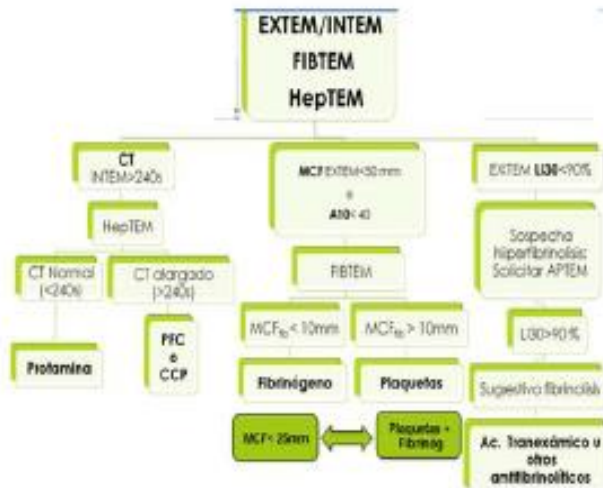 EXTEM/INTEM
FIBTEM
HepTEM
CT
INTEM>240s
HepTEM
CT Normal
(<240s)
CT alargado
(>240s)
Protamina
PFC
o
CCP
MCF EXTEM<50mm
o
A10<40
FIBTEM
MCFfib < 10mm
MCFfib > 10mm
Fibrinógeno
Plaquetas
MCF< 25mm
Plaquetas +
Fibrinog
EXTEM LI30<90%
Sospecha
hiperfibrinolisis:
Solicitar APTEM
LI30>90%
Sugestivo fibrinolisis
Ac. Tranexámico u
otros
antifibrinolíticos